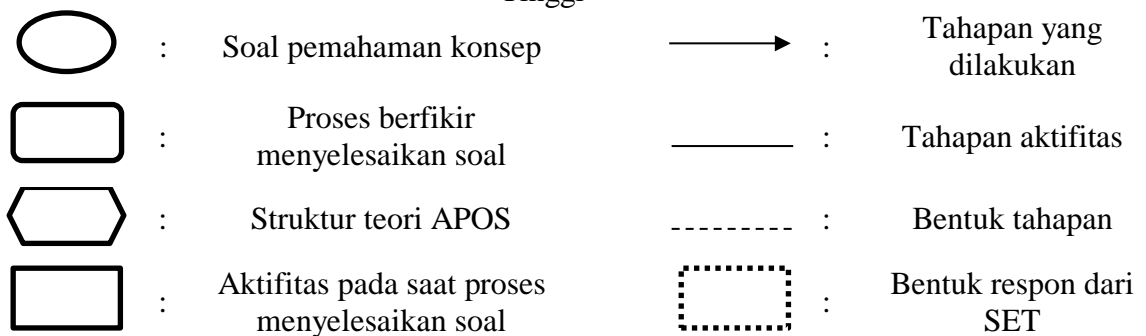 Tinggi
: Soal pemahaman konsep : Tahapan yang
dilakukan
: Proses berfikir
menyelesaikan soal : Tahapan aktifitas
: Struktur teori APOS : Bentuk tahapan
: Aktifitas pada saat proses
menyelesaikan soal : Bentuk respon dari
SET